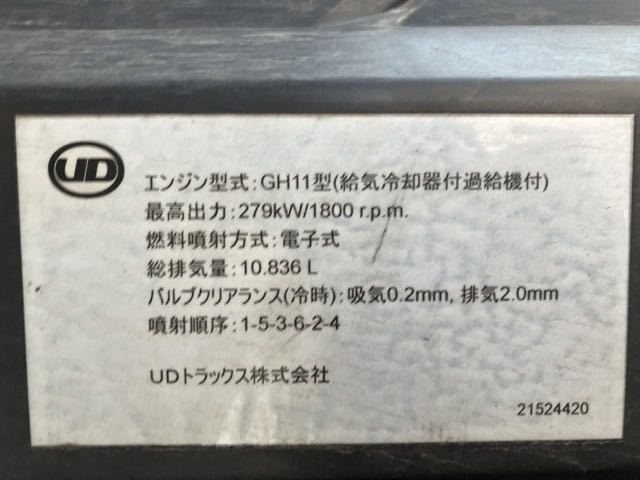 UD
エンジン型式:GH11型(給気冷却器付過給機付)
最高出力:279kW/1800 r.p.m.
燃料噴射方式:電子式
総排気量:10.836 L
バルブクリアランス(冷時):吸気0.2mm, 排気2.0mm
噴射順序:1-5-3-6-2-4
UDトラックス株式会社
21524420